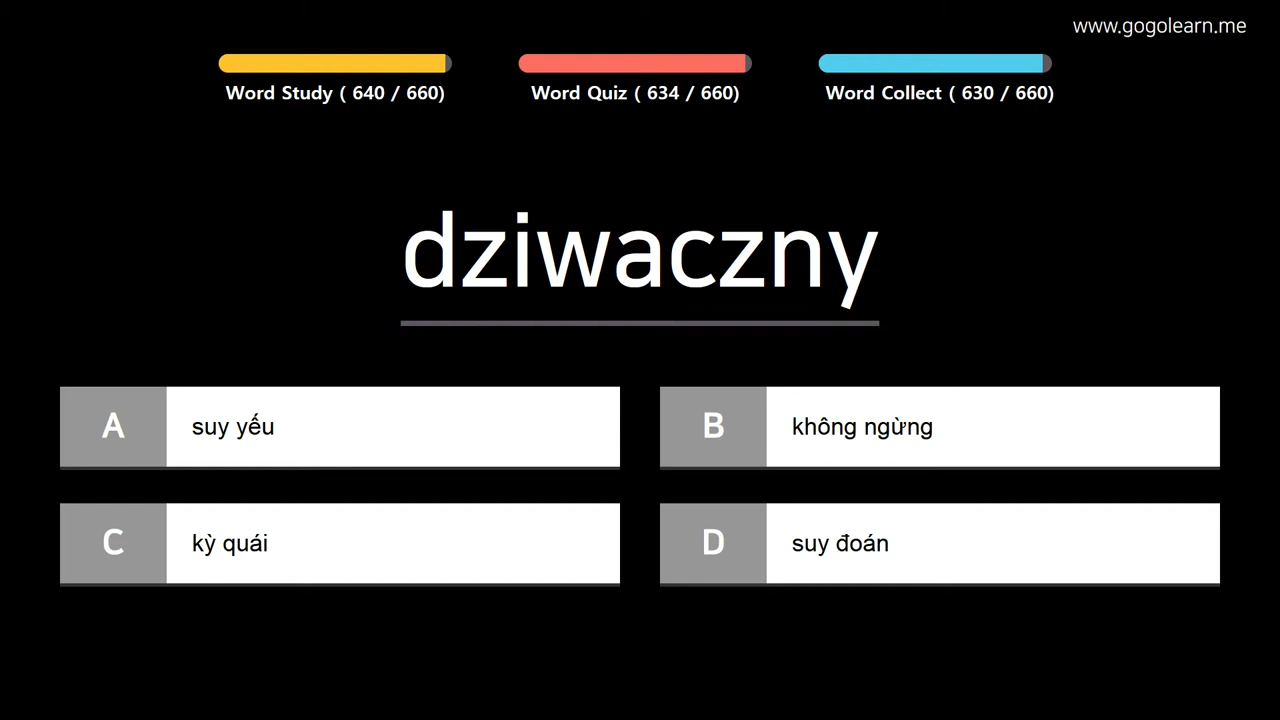 www.gogolearn.me
Word Study ( 640 / 660)
Word Quiz ( 634 / 660)
Word Collect ( 630 / 660)
dziwaczny
A suy yếu
B không ngừng
C kỳ quái
D suy đoán